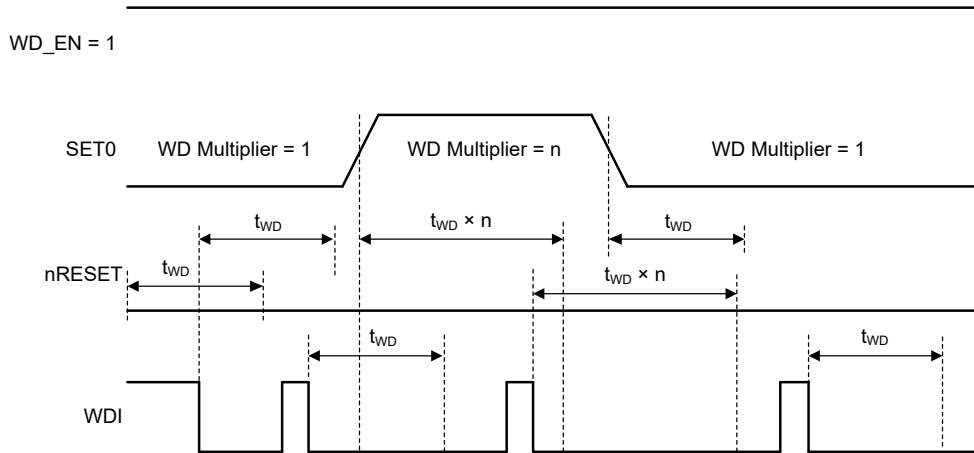 WD_EN = 1
SET0
WD Multiplier = 1
WD Multiplier = n
WD Multiplier = 1
tWD
tWD × n
tWD
nRESET
tWD
tWD × n
tWD
tWD
WDI